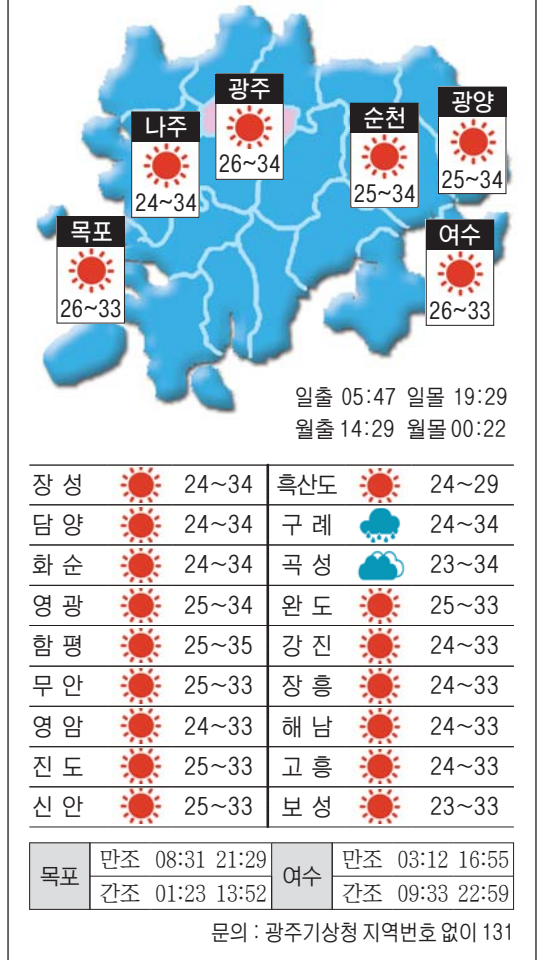 광주
26~34
나주
24~34
순천
25~34
광양
25~34
목포
26~33
여수
26~33
일출 05:47 일몰 19:29
월출 14:29 월몰 00:22
장 성 24~34 흑산도 24~29
담 양 24~34 구 례 24~34
화 순 24~34 곡 성 23~34
영 광 25~34 완 도 25~33
함 평 25~35 강 진 24~33
무 안 25~33 장 흥 24~33
영 암 24~33 해 남 24~33
진 도 25~33 고 흥 24~33
신 안 25~33 보 성 23~33
목포 만조 08:31 21:29 여수 만조 03:12 16:55
간조 01:23 13:52 간조 09:33 22:59
문의 : 광주기상청 지역번호 없이 131